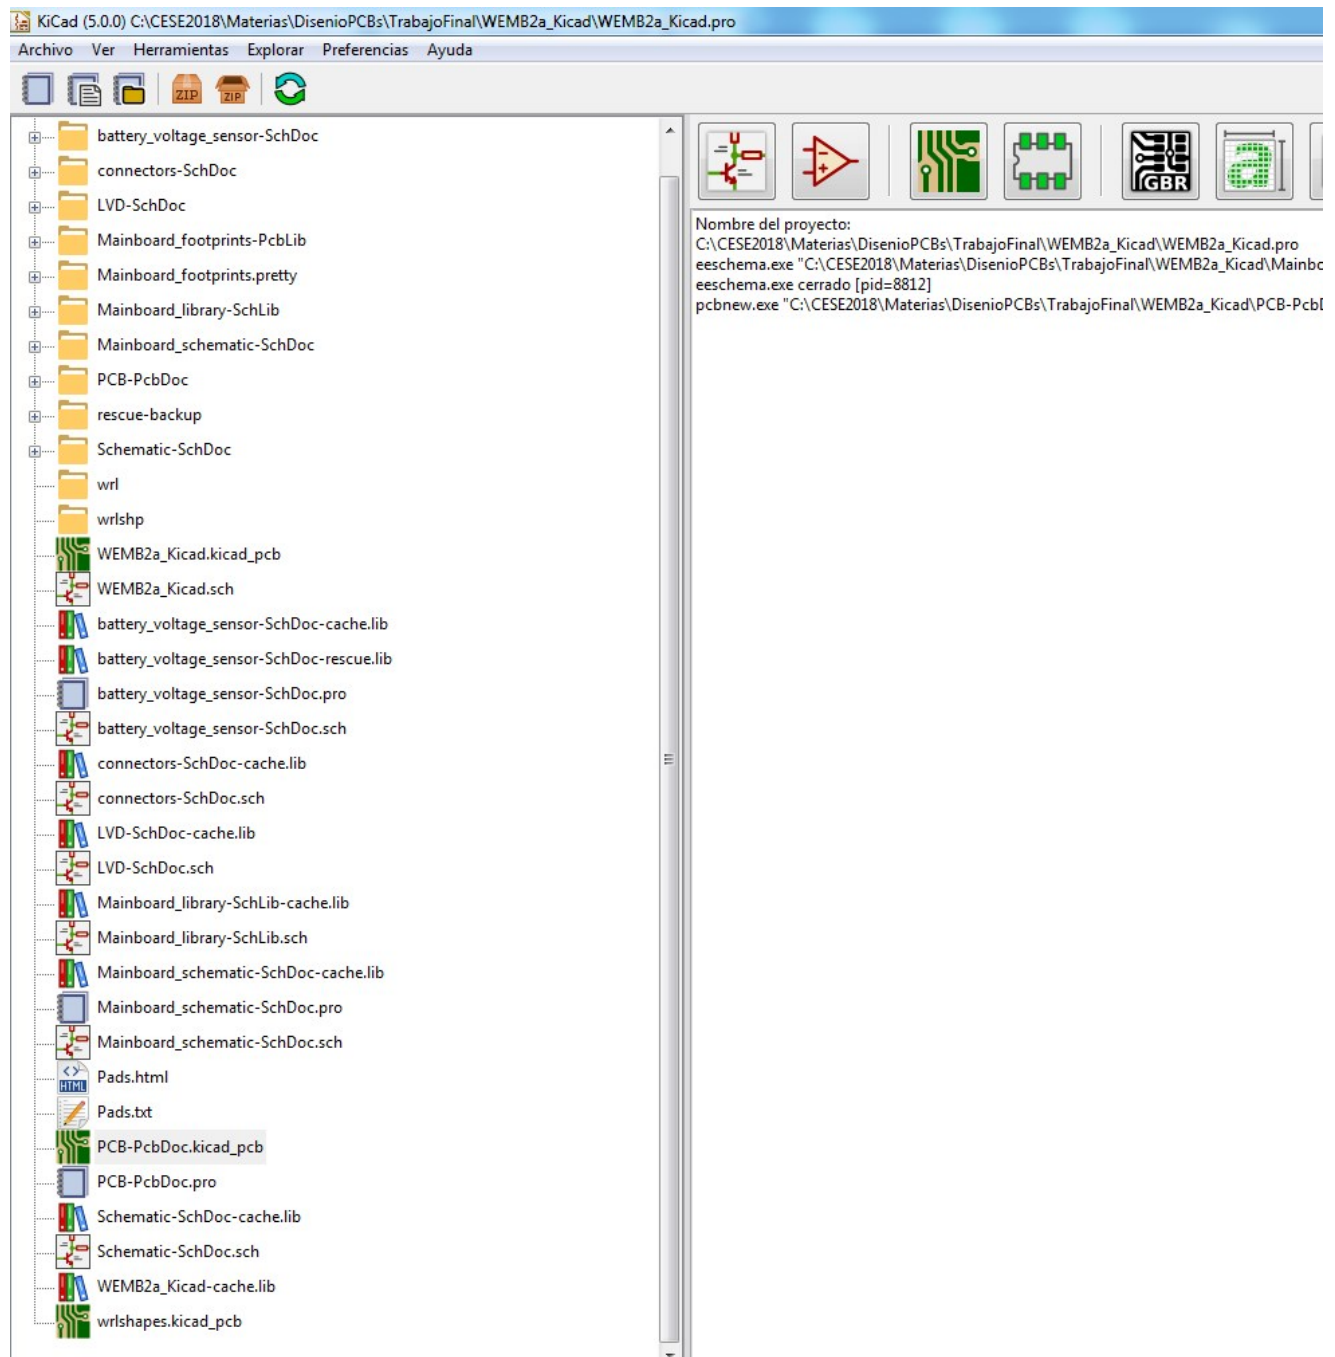 KiCad (5.0.0) C:\CESE2018\Materias\DisenioPCBs\TrabajoFinal\WEMB2a_Kicad\WEMB2a_Kicad.pro
Archivo Ver Herramientas Explorar Preferencias Ayuda
ZIP ZIP
battery_voltage_sensor-SchDoc
connectors-SchDoc
LVD-SchDoc
Mainboard_footprints-PcbLib
Mainboard_footprints.pretty
Mainboard_library-SchLib
Mainboard_schematic-SchDoc
PCB-PcbDoc
rescue-backup
Schematic-SchDoc
wrl
wrlshp
WEMB2a_Kicad.kicad_pcb
WEMB2a_Kicad.sch
battery_voltage_sensor-SchDoc-cache.lib
battery_voltage_sensor-SchDoc-rescue.lib
battery_voltage_sensor-SchDoc.pro
battery_voltage_sensor-SchDoc.sch
connectors-SchDoc-cache.lib
connectors-SchDoc.sch
LVD-SchDoc-cache.lib
LVD-SchDoc.sch
Mainboard_library-SchLib-cache.lib
Mainboard_library-SchLib.sch
Mainboard_schematic-SchDoc-cache.lib
Mainboard_schematic-SchDoc.pro
Mainboard_schematic-SchDoc.sch
HTML
Pads.html
Pads.txt
PCB-PcbDoc.kicad_pcb
PCB-PcbDoc.pro
Schematic-SchDoc-cache.lib
Schematic-SchDoc.sch
WEMB2a_Kicad-cache.lib
wrlshapes.kicad_pcb
GBR a
Nombre del proyecto:
C:\CESE2018\Materias\DisenioPCBs\TrabajoFinal\WEMB2a_Kicad\WEMB2a_Kicad.pro
eeschema.exe "C:\CESE2018\Materias\DisenioPCBs\TrabajoFinal\WEMB2a_Kicad\Mainbo
eeschema.exe cerrado [pid=8812]
pcbnew.exe "C:\CESE2018\Materias\DisenioPCBs\TrabajoFinal\WEMB2a_Kicad\PCB-Pcb